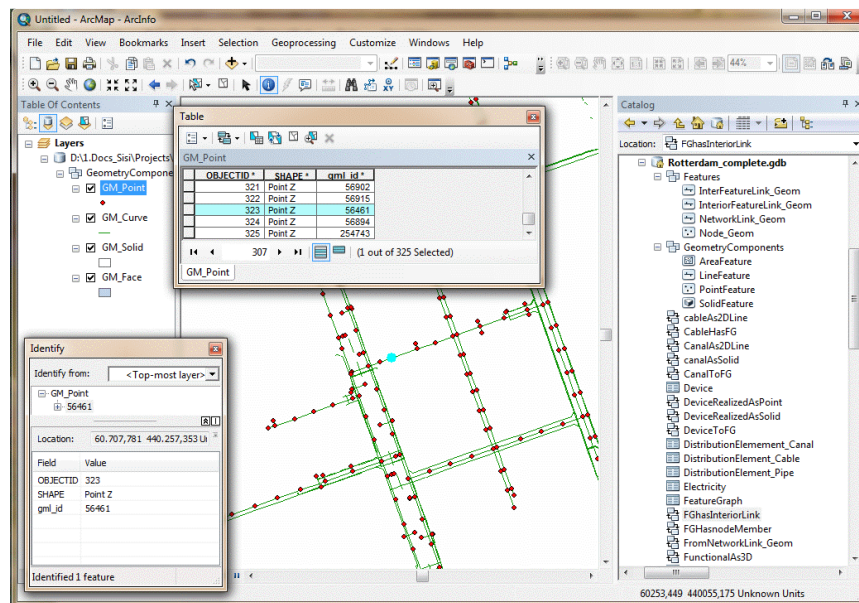 Untitled - ArcMap - ArcInfo
File Edit View Bookmarks Insert Selection Geoprocessing Customize Windows Help
44%
Table Of Contents
Layers
D:\1.Docs_Sisi\Projects\
GeometryCompone
GM_Point
GM_Curve
GM_Solid
GM_Face
Table
GM_Point
OBJECTID * SHAPE * gml_id *
321 Point Z 56902
322 Point Z 56915
323 Point Z 56461
324 Point Z 56894
325 Point Z 254743
307 (1 out of 325 Selected)
GM_Point
Identify
Identify from: <Top-most layer>
GM_Point
56461
Location: 60.707,781 440.257,353 U
Field Value
OBJECTID 323
SHAPE Point Z
gml_id 56461
Identified 1 feature
Catalog
Location: FGhasInteriorLink
Rotterdam_complete.gdb
Features
InterFeatureLink_Geom
InteriorFeatureLink_Geom
NetworkLink_Geom
Node_Geom
GeometryComponents
AreaFeature
LineFeature
PointFeature
SolidFeature
cableAs2DLine
CableHasFG
CanalAs2DLine
canalAsSolid
CanalToFG
Device
DeviceRealizedAsPoint
DeviceRealizedAsSolid
DeviceToFG
DistributionElemement_Canal
DistributionElement_Cable
DistributionElement_Pipe
Electricity
FeatureGraph
FGhasInteriorLink
FGHasnodeMember
FromNetworkLink_Geom
FunctionalAs3D
60253,449 440055,175 Unknown Units